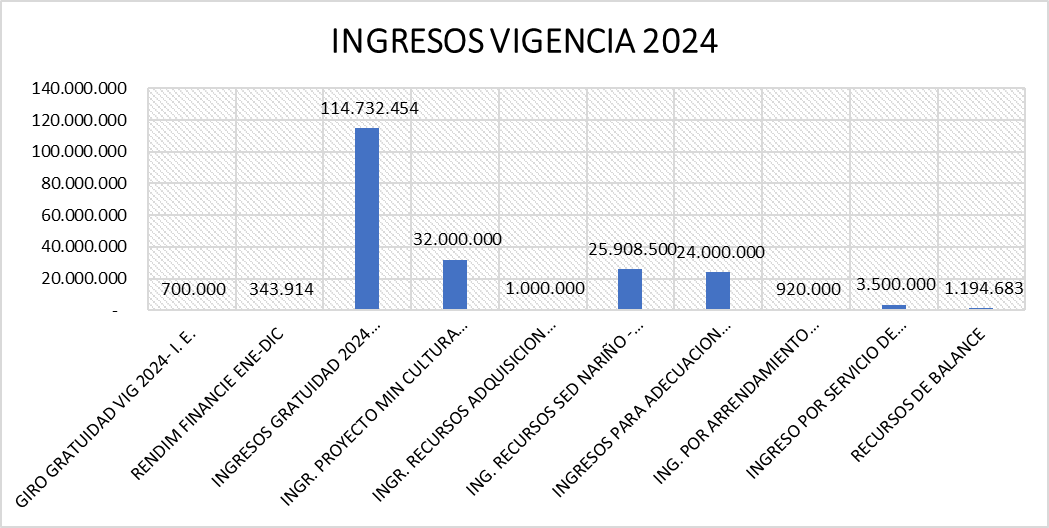 INGRESOS VIGENCIA 2024
140.000.000
120.000.000
100.000.000
80.000.000
60.000.000
40.000.000
20.000.000
-
700.000
343.914
114.732.454
32.000.000
1.000.000
25.908.500
24.000.000
920.000
3.500.000
1.194.683
GIRO GRATUIDAD VIG 2024- I. E.
RENDIM FINANCIE ENE-DIC
INGRESOS GRATUIDAD 2024...
INGR. PROYECTO MIN CULTURA...
INGR. RECURSOS ADQUISICION...
ING. RECURSOS SED NARIÑO -...
INGRESOS PARA ADECUACION...
ING. POR ARRENDAMIENTO...
INGRESO POR SERVICIO DE...
RECURSOS DE BALANCE